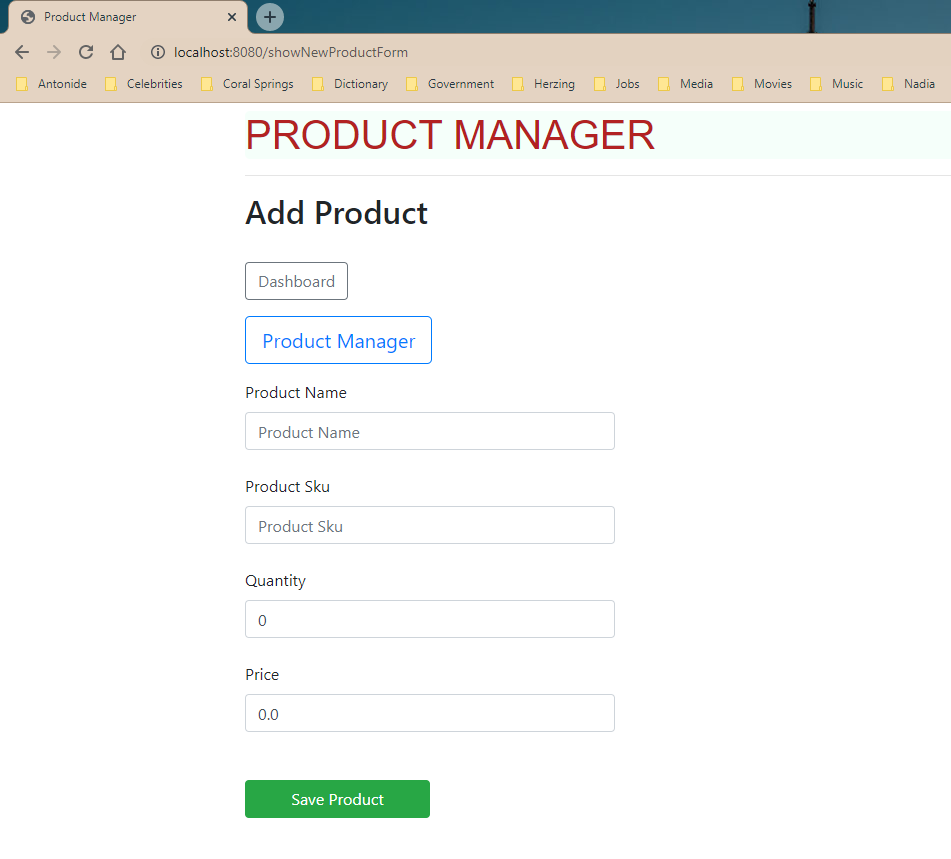 Product Manager
localhost:8080/showNewProductForm
Antonide Celebrities Coral Springs Dictionary Government Herzing Jobs Media Movies Music Nadia
PRODUCT MANAGER
Add Product
Dashboard
Product Manager
Product Name
Product Name
Product Sku
Product Sku
Quantity
0
Price
0.0
Save Product